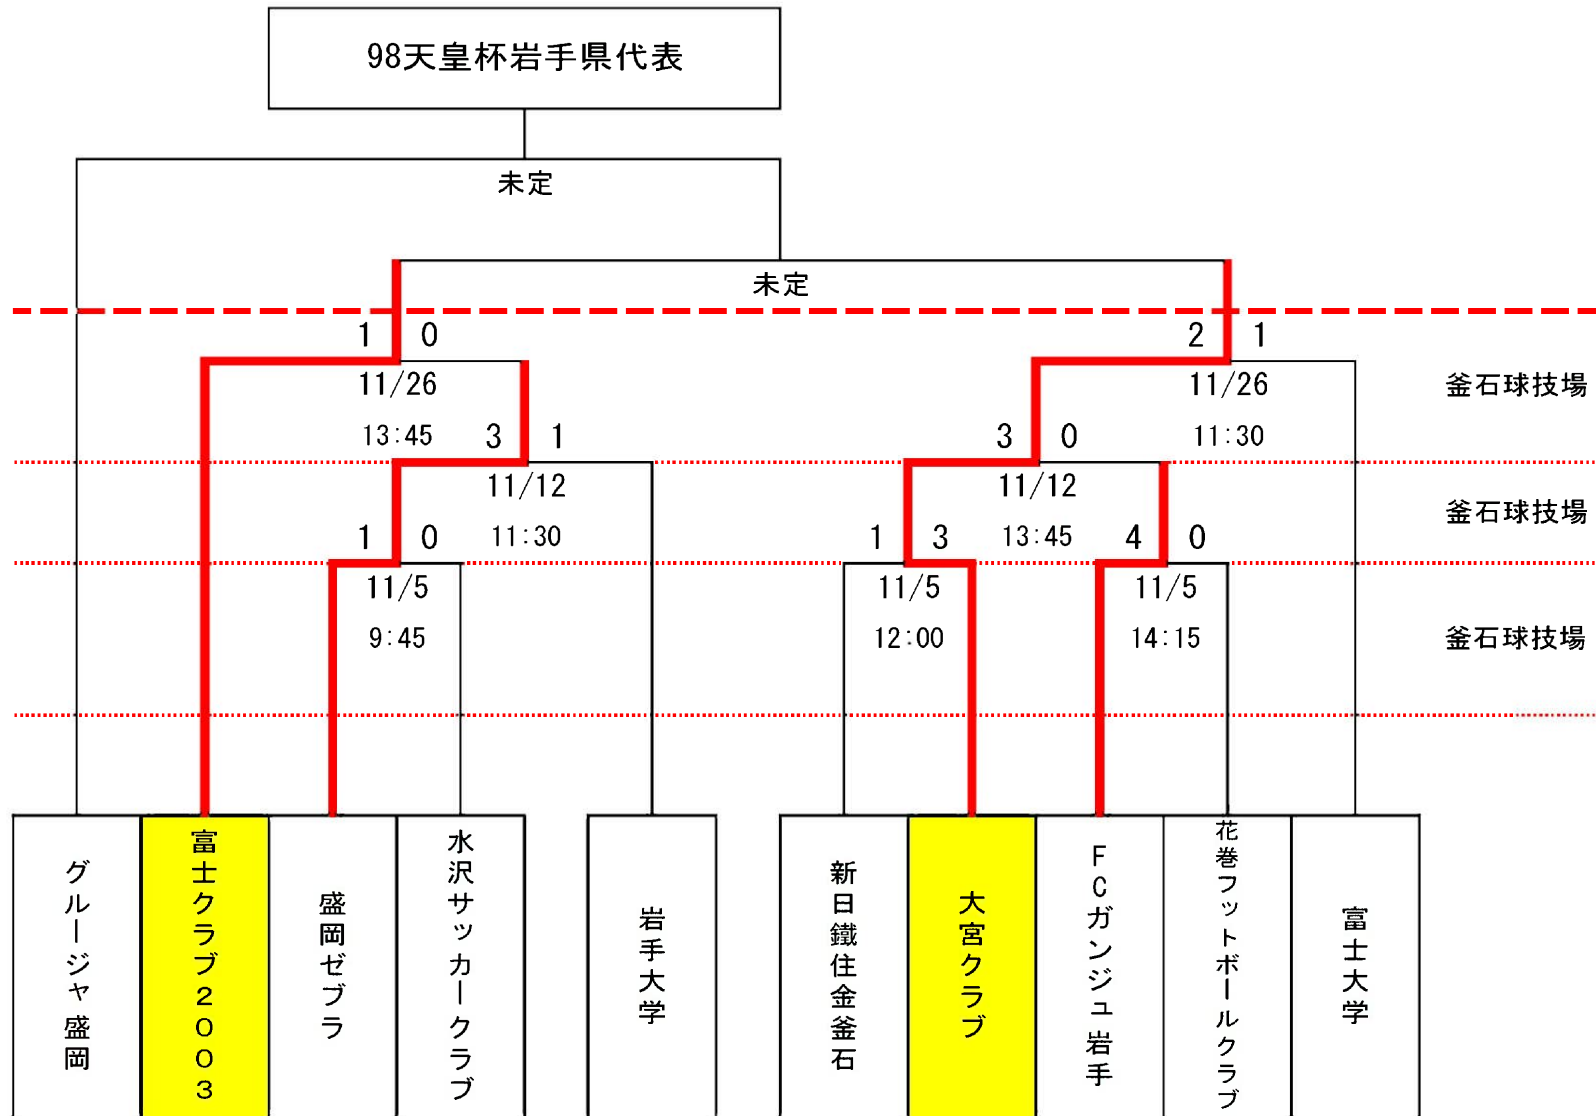 98天皇杯岩手県代表
未定
未定
1 0
2 1
11/26
11/26
釜石球技場
13:45
3 1
3 0
11:30
11/12
11/12
釜石球技場
1 0
11:30
1 3
13:45
4 0
11/5
11/5
11/5
9:45
12:00
14:15
釜石球技場
グルージャ盛岡
富士クラブ2003
盛岡ゼブラ
水沢サッカークラブ
岩手大学
新日鐵住金釜石
大宮クラブ
FCガンジュ岩手
花巻フットボールクラブ
富士大学